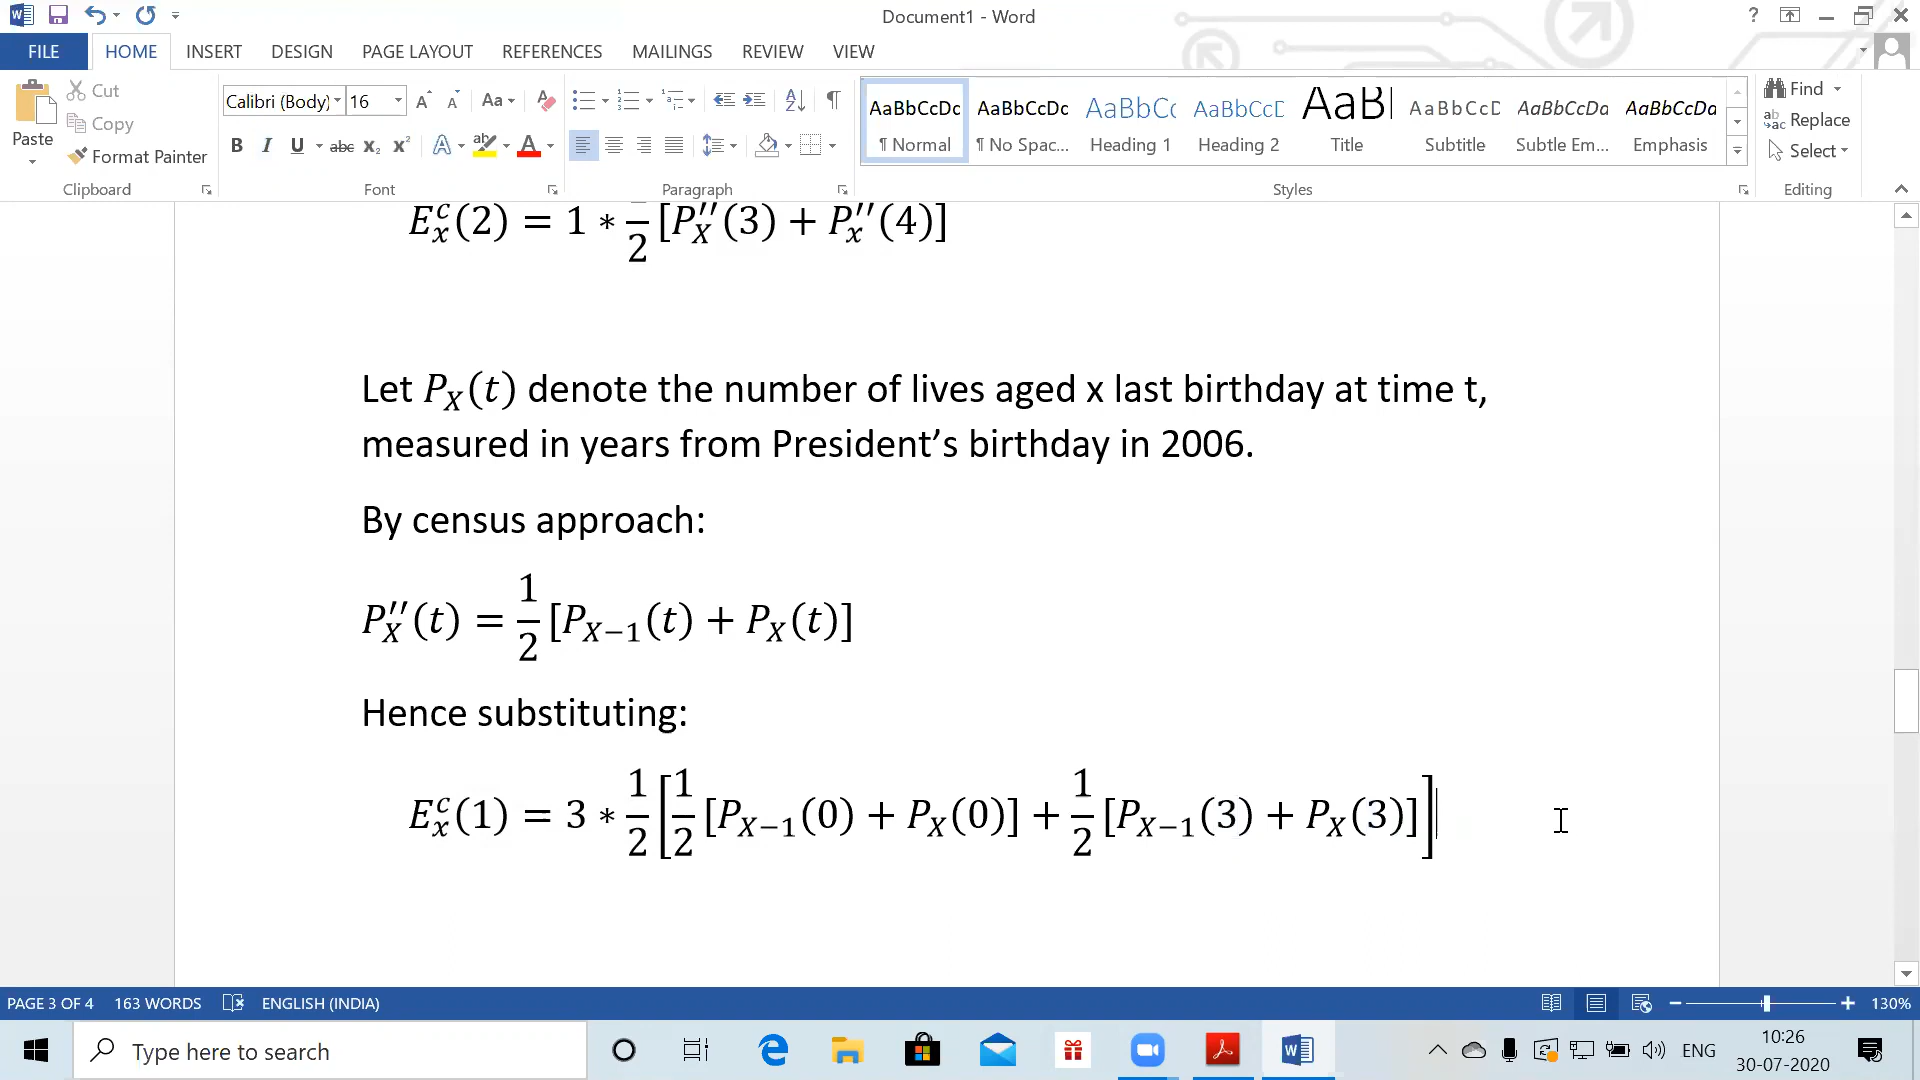 Document1 - Word
?
FILE HOME INSERT DESIGN PAGE LAYOUT REFERENCES MAILINGS REVIEW VIEW
Paste
Cut
Copy
Format Painter
Clipboard
Calibri (Body) 16
Font
Paragraph
AaBbCcDc ¶ Normal
AaBbCcDc ¶ No Spac...
AaBbCc Heading 1
AaBbCcD Heading 2
AaBl Title
AaBbCcD Subtitle
AaBbCcDa Subtle Em...
AaBbCcDa Emphasis
Styles
Find
Replace
Select
Editing
E_x^c(2) = 1 * —/2 [P_X''(3) + P_x''(4)]
Let P_X(t) denote the number of lives aged x last birthday at time t,
measured in years from President’s birthday in 2006.
By census approach:
P_X''(t) = 1/2 [P_{X−1}(t) + P_X(t)]
Hence substituting:
E_x^c(1) = 3 * 1/2 [1/2 [P_{X−1}(0) + P_X(0)] + 1/2 [P_{X−1}(3) + P_X(3)]]
PAGE 3 OF 4 163 WORDS ENGLISH (INDIA) 130%
Type here to search
ENG
10:26
30-07-2020